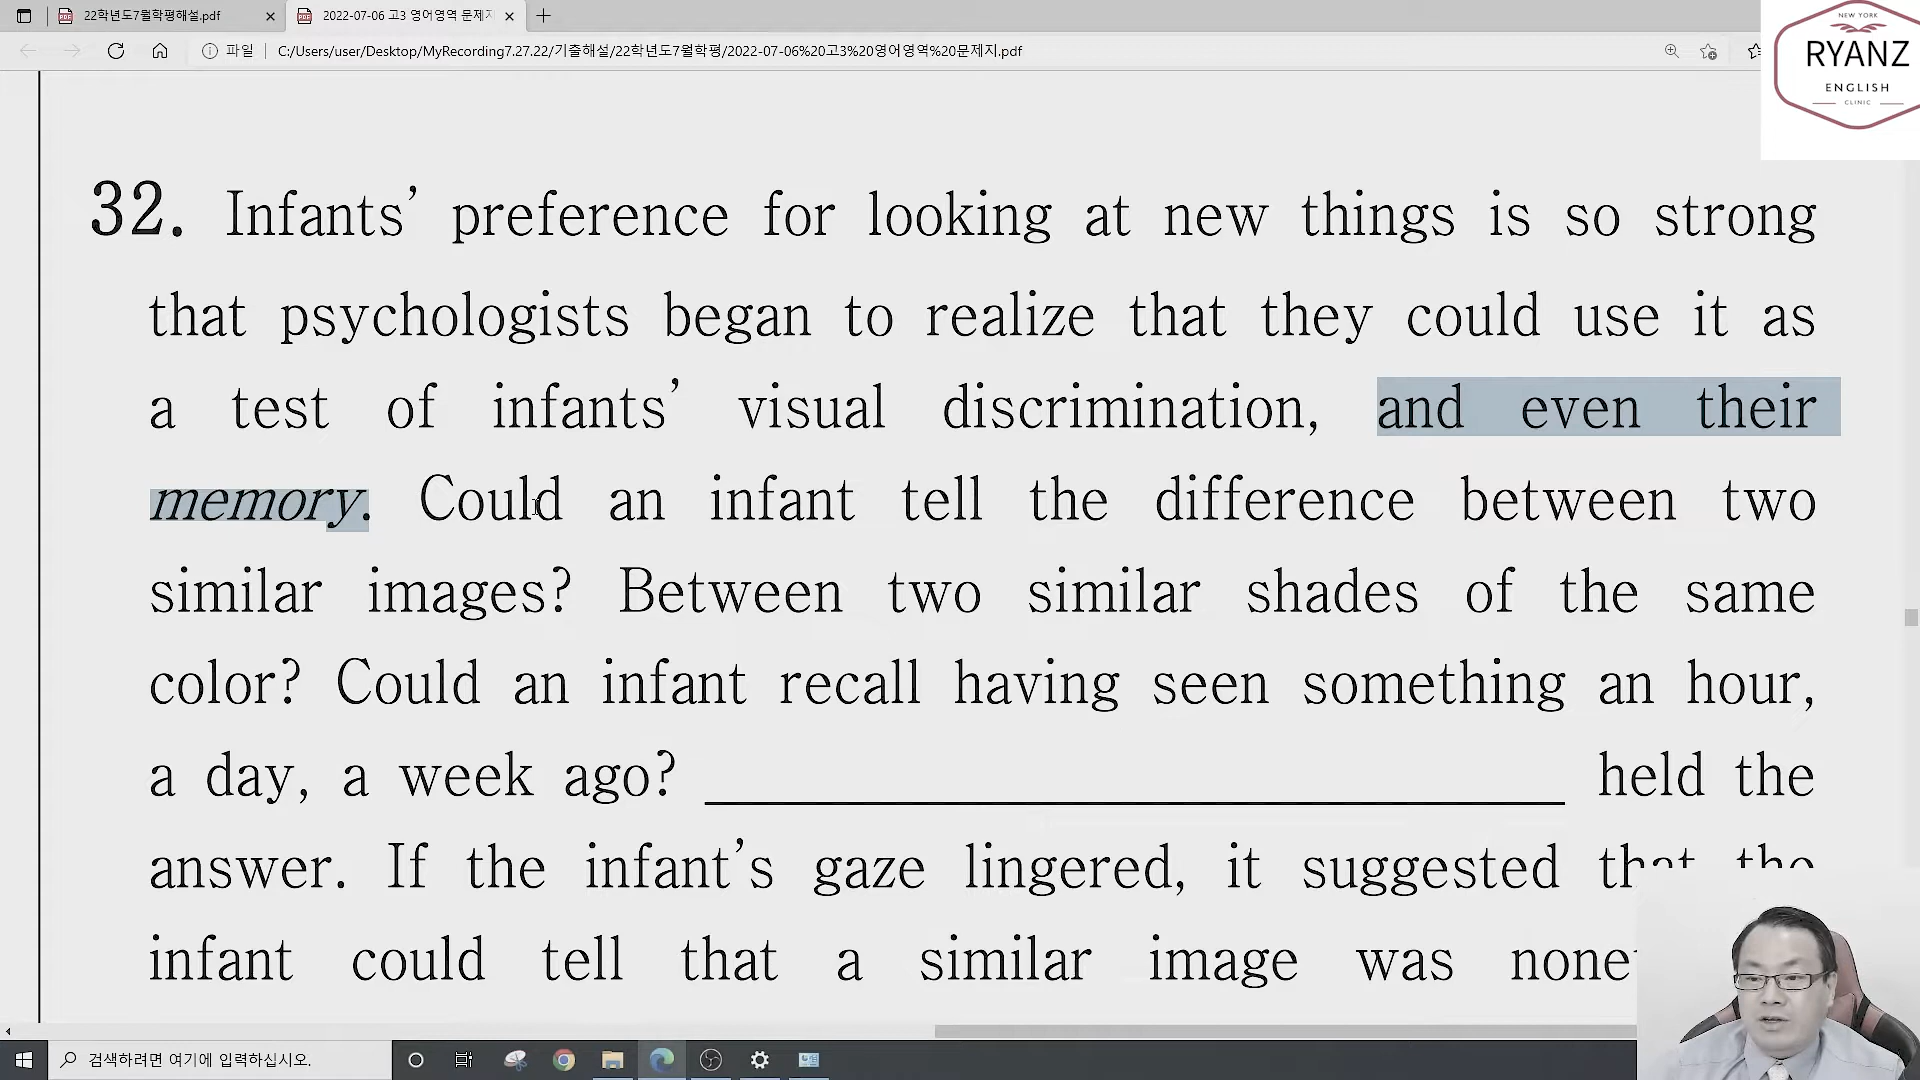 22학년도7월학평해설.pdf
2022-07-06 고3 영어영역 문제지
파일
C:/Users/user/Desktop/MyRecording7.27.22/기출해설/22학년도7월학평/2022-07-06%20고3%20영어영역%20문제지.pdf
NEW YORK
RYANZ
ENGLISH
CLINIC
32. Infants’ preference for looking at new things is so strong
that psychologists began to realize that they could use it as
a test of infants’ visual discrimination, and even their
memory. Could an infant tell the difference between two
similar images? Between two similar shades of the same
color? Could an infant recall having seen something an hour,
a day, a week ago? held the
answer. If the infant’s gaze lingered, it suggested that the
infant could tell that a similar image was
검색하려면 여기에 입력하십시오.